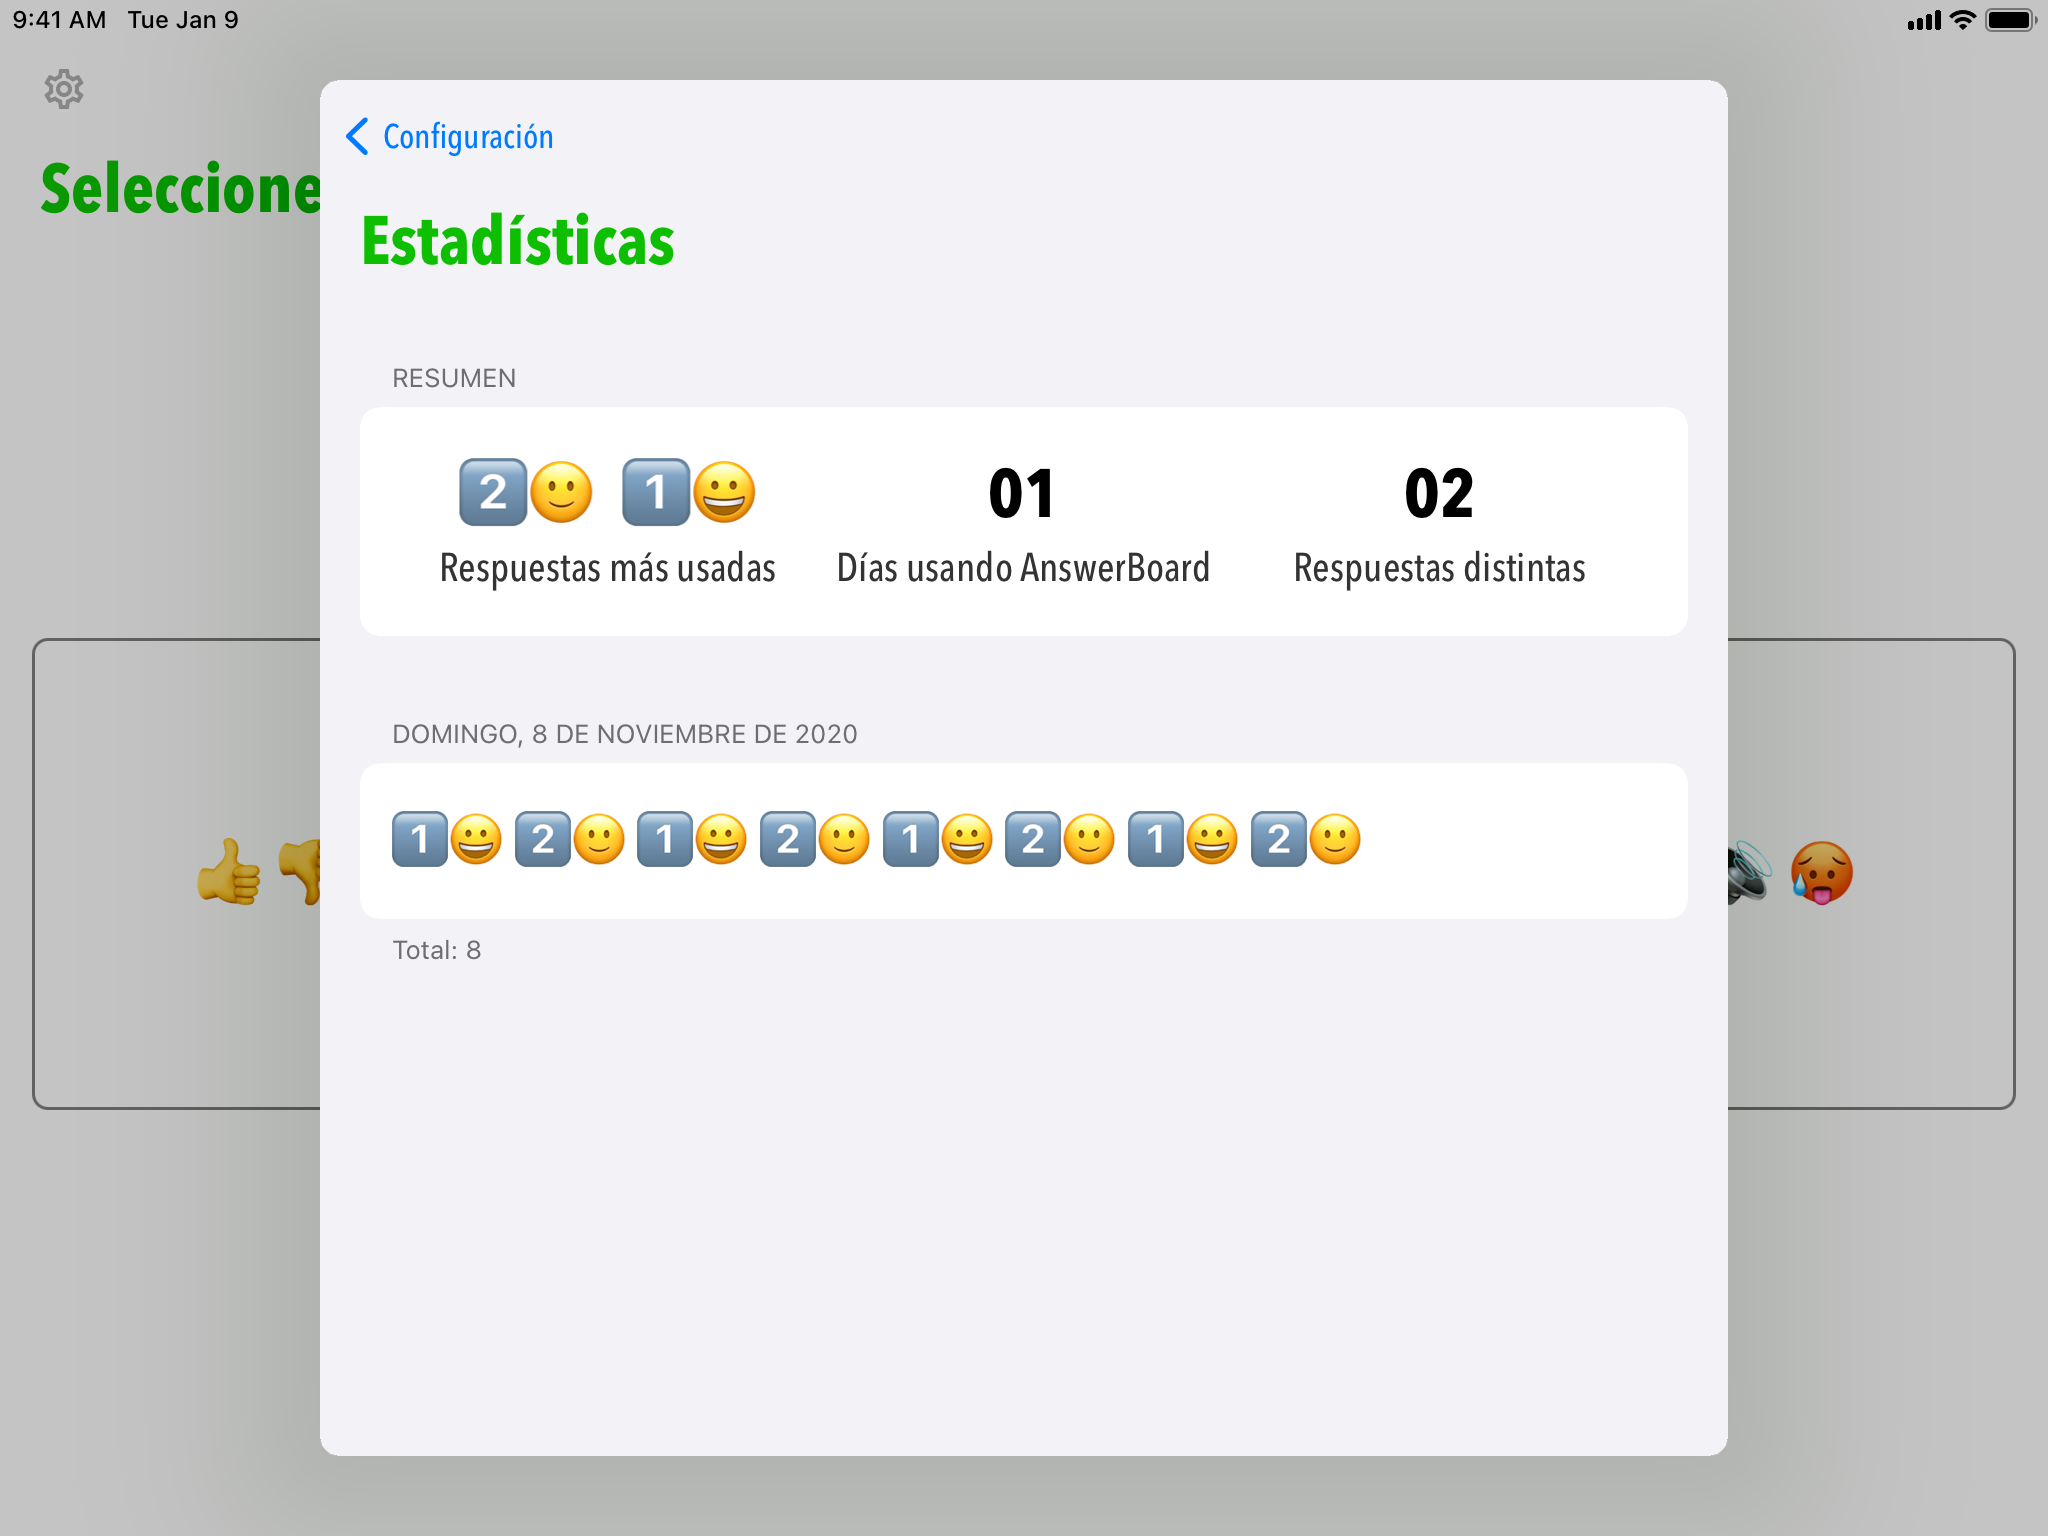 9:41 AM Tue Jan 9
Seleccione
Configuración
Estadísticas
RESUMEN
2️⃣🙂 1️⃣😀
01
02
Respuestas más usadas
Días usando AnswerBoard
Respuestas distintas
DOMINGO, 8 DE NOVIEMBRE DE 2020
1️⃣😀 2️⃣🙂 1️⃣😀 2️⃣🙂 1️⃣😀 2️⃣🙂 1️⃣😀 2️⃣🙂
Total: 8